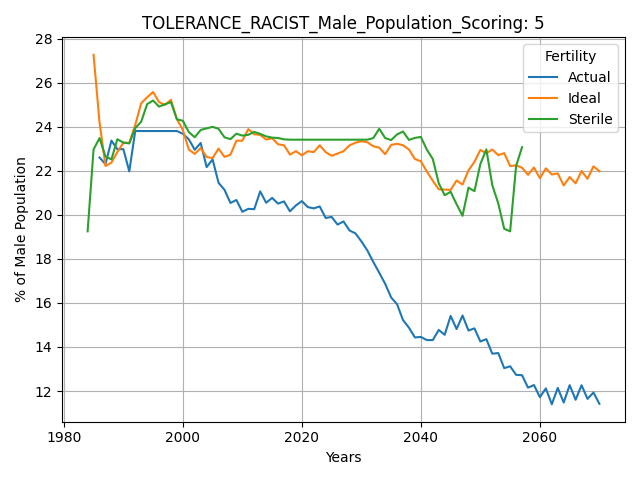 TOLERANCE_RACIST_Male_Population_Scoring: 5
Fertility
Actual
Ideal
Sterile
% of Male Population
28
26
24
22
20
18
16
14
12
1980
2000
2020
2040
2060
Years